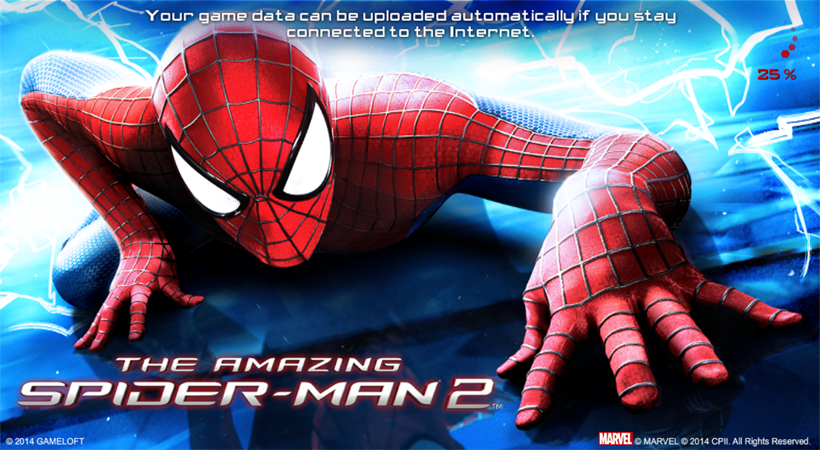 Your game data can be uploaded automatically if you stay
connected to the Internet.
25 %
THE AMAZING
SPIDER-MAN 2 ™
© 2014 GAMELOFT
MARVEL © MARVEL © 2014 CPII. All Rights Reserved.